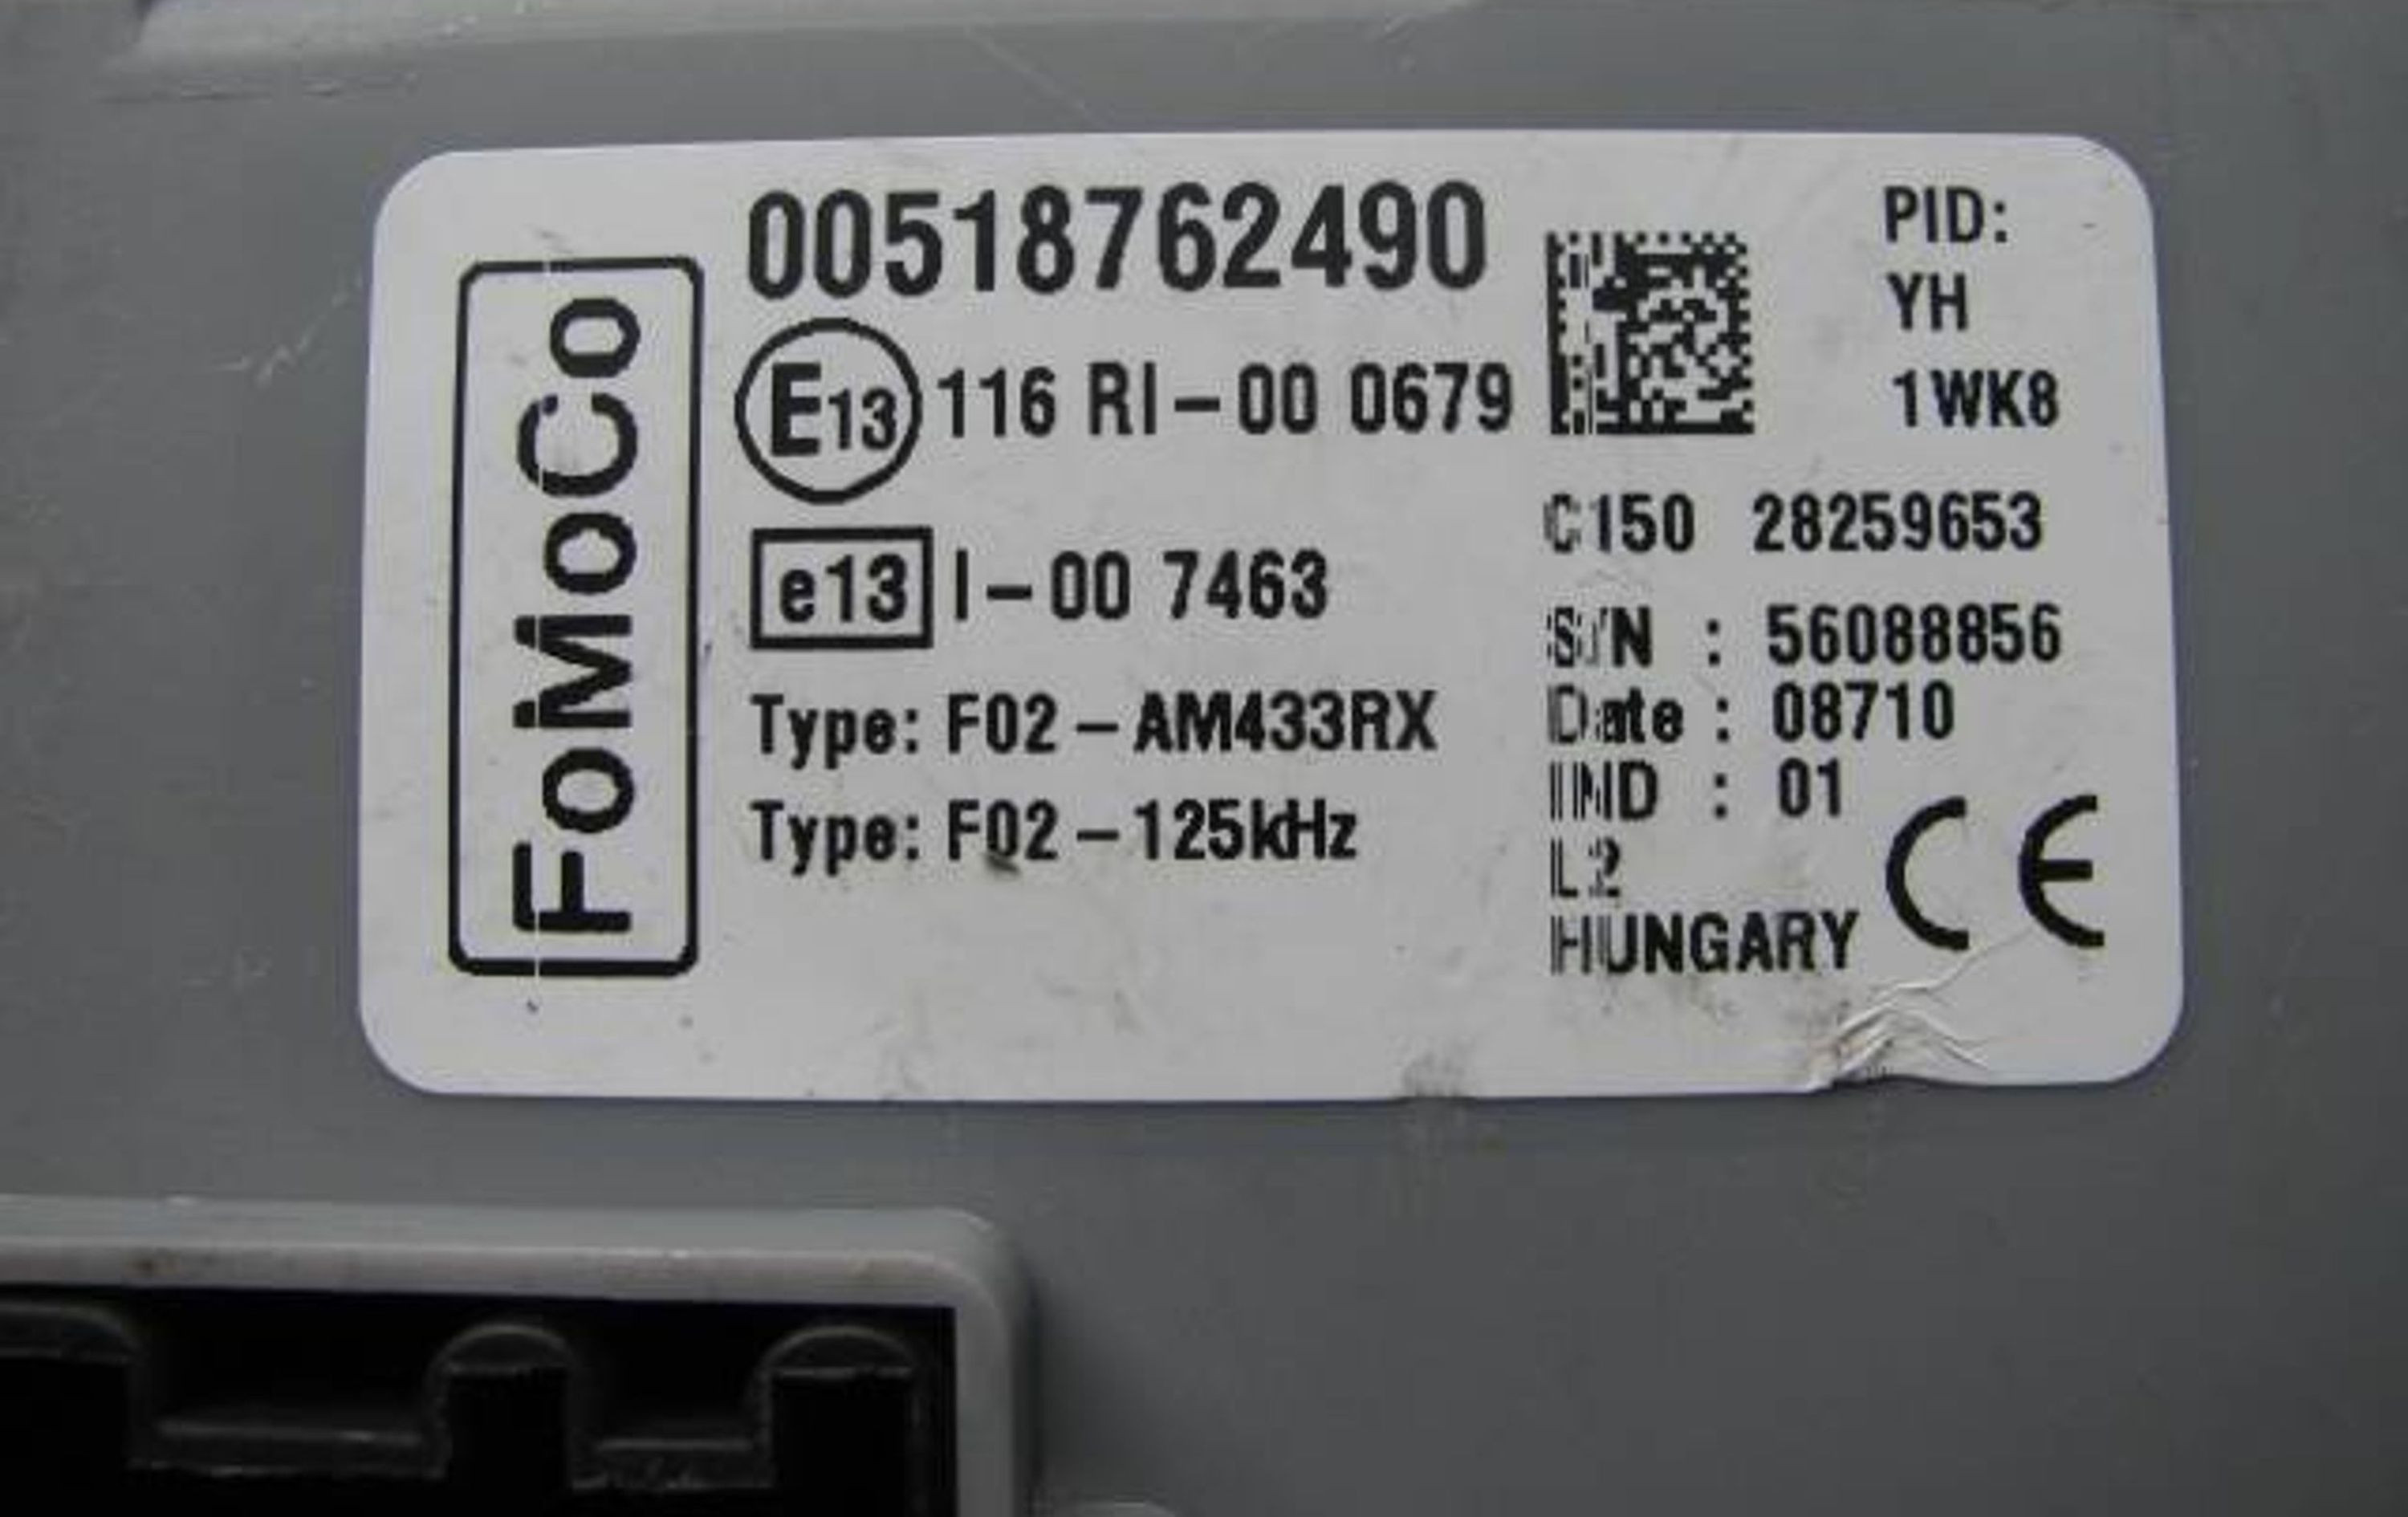 FoMoCo
00518762490
E13 116 RI-00 0679
e13 I-00 7463
Type: F02-AM433RX
Type: F02-125kHz
PID:
YH
1WK8
C150 28259653
S/N : 56088856
Date : 08710
IND : 01
L2
HUNGARY
CE